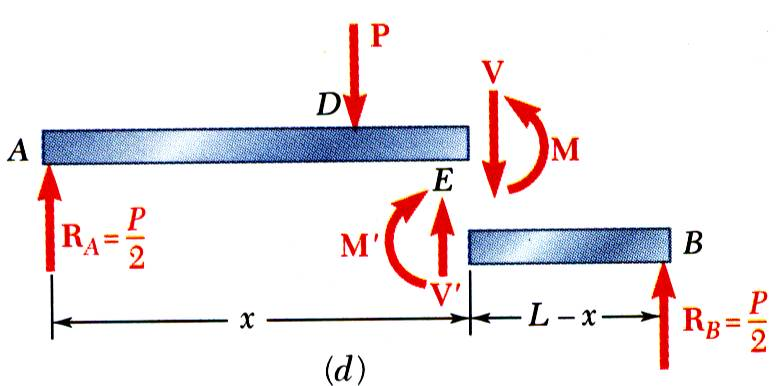 P
V
D
A
M
E
R_A = P/2
M′
B
V′
x
L – x
R_B = P/2
(d)